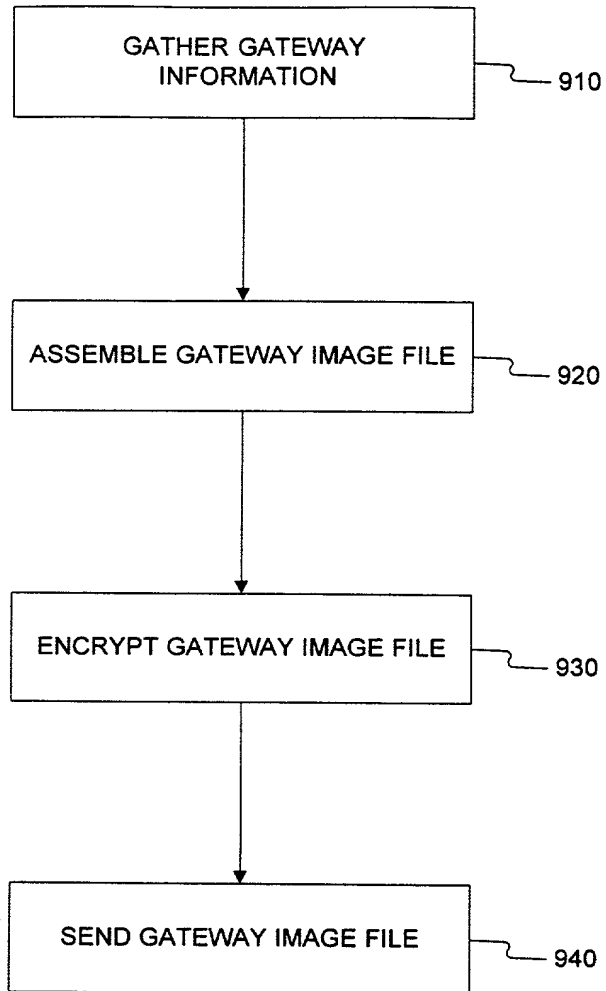 GATHER GATEWAY
INFORMATION
910
ASSEMBLE GATEWAY IMAGE FILE
920
ENCRYPT GATEWAY IMAGE FILE
930
SEND GATEWAY IMAGE FILE
940